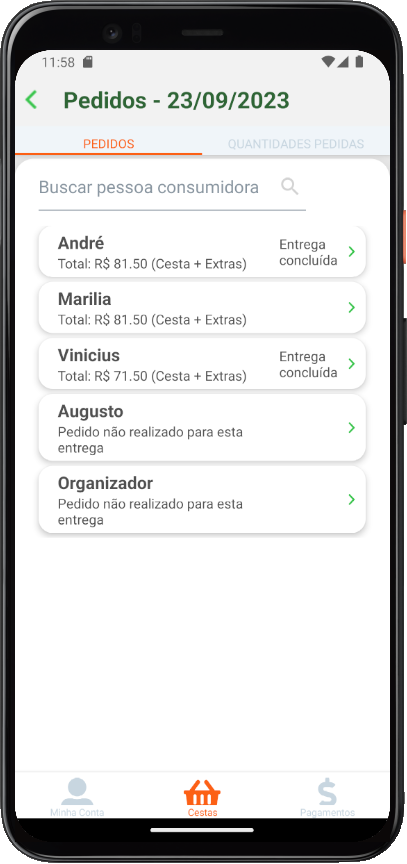 11:58
Pedidos - 23/09/2023
PEDIDOS
QUANTIDADES PEDIDAS
Buscar pessoa consumidora
André
Total: R$ 81.50 (Cesta + Extras)
Entrega
concluída
Marilia
Total: R$ 81.50 (Cesta + Extras)
Vinicius
Total: R$ 71.50 (Cesta + Extras)
Entrega
concluída
Augusto
Pedido não realizado para esta
entrega
Organizador
Pedido não realizado para esta
entrega
Minha Conta
Cestas
Pagamentos